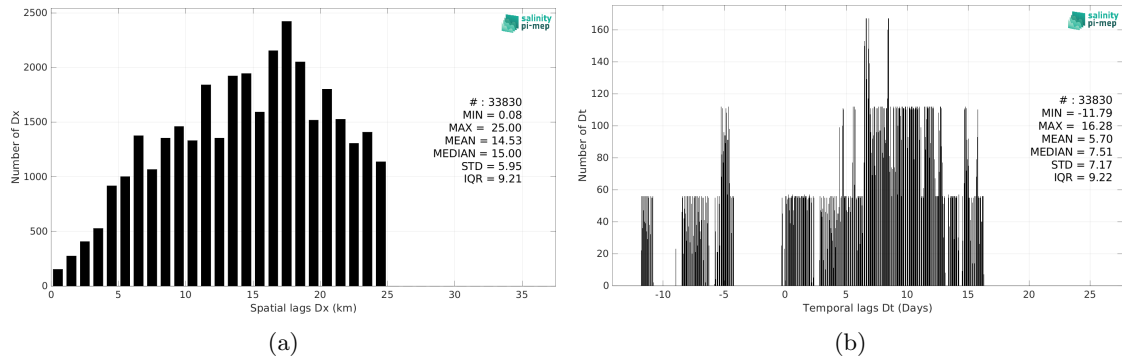 2500
2000
1500
1000
500
0
Number of Dx
0
5
10
15
20
25
30
35
Spatial lags Dx (km)
salinity
pi-mep
# : 33830
MIN = 0.08
MAX = 25.00
MEAN = 14.53
MEDIAN = 15.00
STD = 5.95
IQR = 9.21
(a)
160
140
120
100
80
60
40
20
0
Number of Dt
-10
-5
0
5
10
15
20
25
Temporal lags Dt (Days)
salinity
pi-mep
# : 33830
MIN = -11.79
MAX = 16.28
MEAN = 5.70
MEDIAN = 7.51
STD = 7.17
IQR = 9.22
(b)